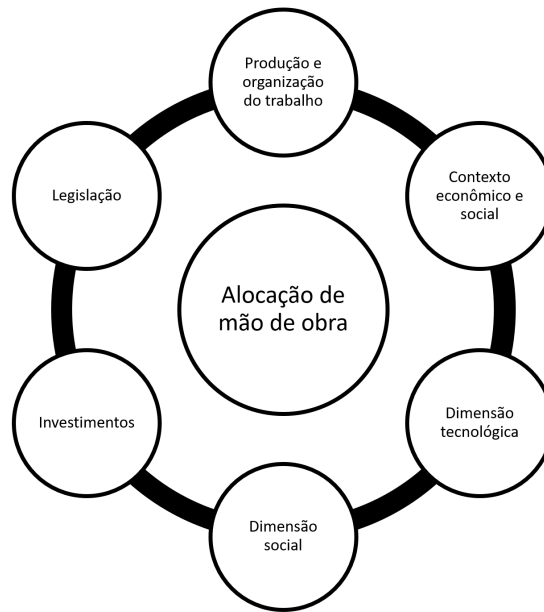 Produção e
organização
do trabalho
Legislação
Contexto
econômico e
social
Alocação de
mão de obra
Investimentos
Dimensão
tecnológica
Dimensão
social